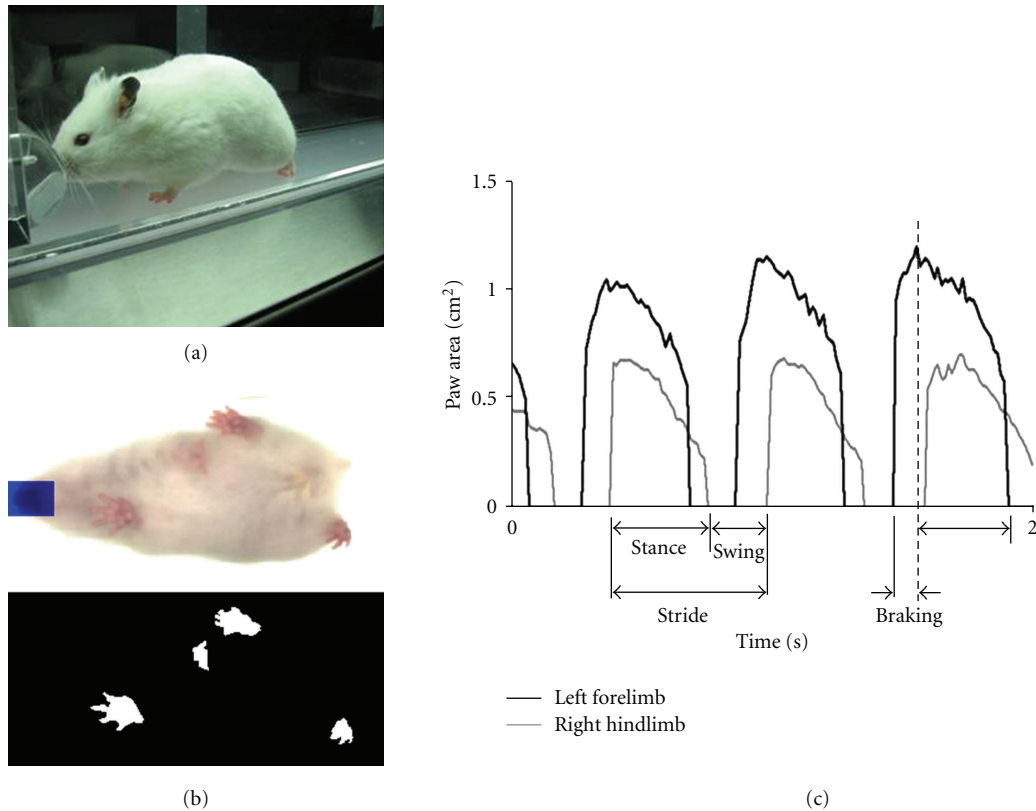 (a)
(b)
1.5
1
0.5
0
Paw area (cm²)
0
2
Stance
Swing
Stride
Braking
Time (s)
Left forelimb
Right hindlimb
(c)